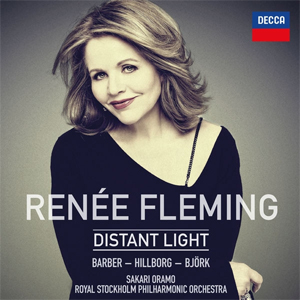 DECCA
RENÉE FLEMING
DISTANT LIGHT
BARBER – HILLBORG – BJÖRK
SAKARI ORAMO
ROYAL STOCKHOLM PHILHARMONIC ORCHESTRA